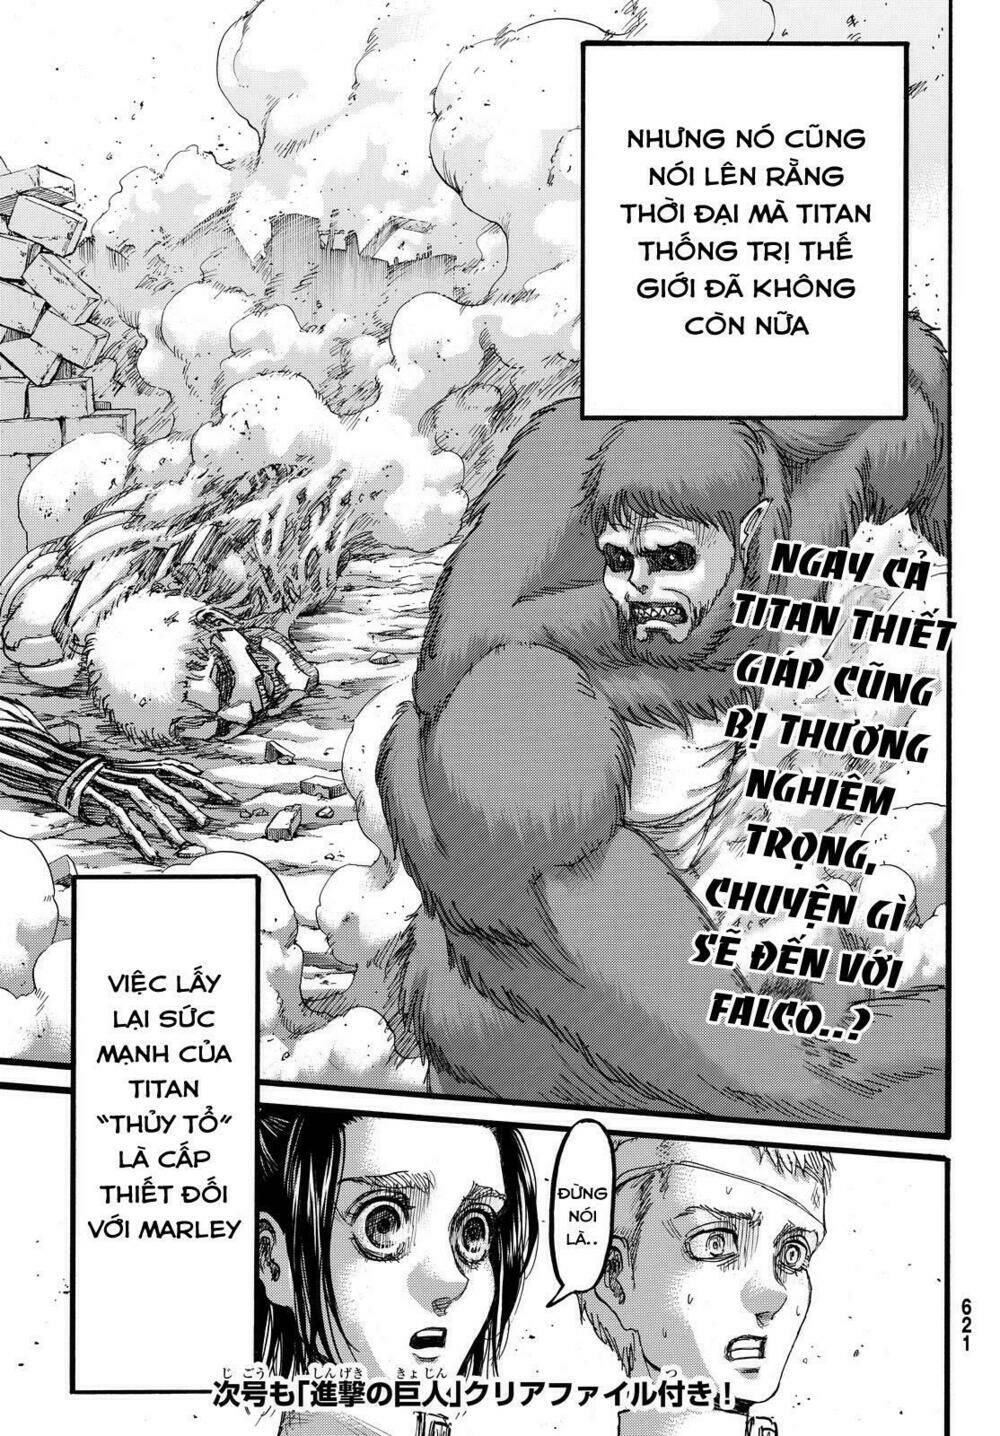 NHƯNG NÓ CŨNG
NÓI LÊN RẰNG
THỜI ĐẠI MÀ TITAN
THỐNG TRỊ THẾ
GIỚI ĐÃ KHÔNG
CÒN NỮA
NGAY CẢ
TITAN THIẾT
GIÁP CŨNG
BỊ THƯƠNG
NGHIÊM
TRỌNG,
CHUYỆN GÌ
SẼ ĐẾN VỚI
FALCO..?
VIỆC LẤY
LẠI SỨC
MẠNH CỦA
TITAN
“THỦY TỔ”
LÀ CẤP
THIẾT ĐỐI
VỚI MARLEY
ĐỪNG
NÓI
LÀ..
621
じごう しんげき きょじん つ
次号も「進撃の巨人」クリアファイル付き！